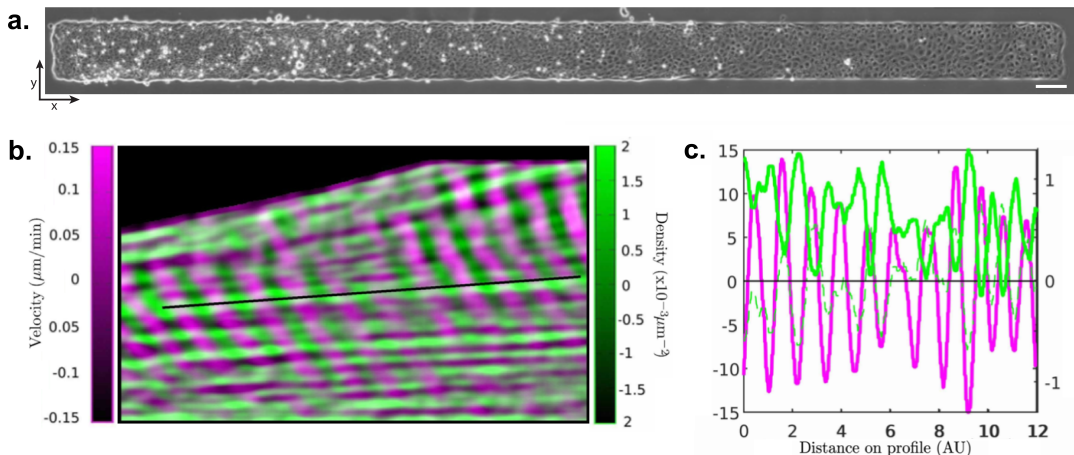 a.
y
x
b.
0.15
0.1
0.05
0
0.05
-0.1
-0.15
Velocity (μm/min)
2
1.5
1
0.5
0
-0.5
-1
-1.5
2
Density (x10⁻³μm⁻²)
c.
15
10
5
0
-5
-10
-15
1
0
-1
0 2 4 6 8 10 12
Distance on profile (AU)